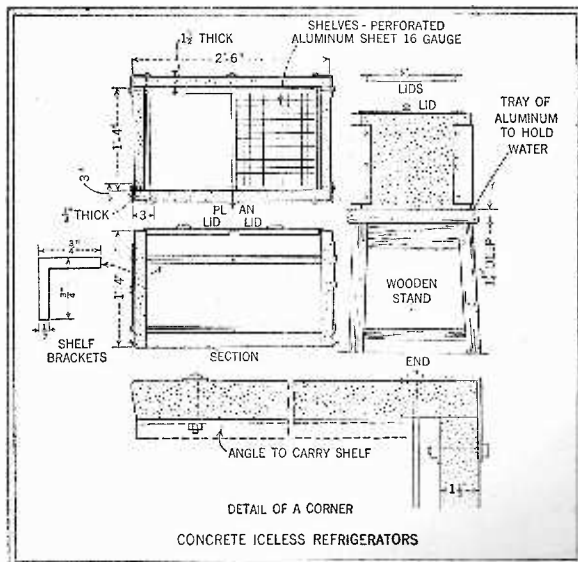 SHELVES - PERFORATED
ALUMINUM SHEET 16 GAUGE
1½ THICK
2'-6"
LIDS
LID
TRAY OF
ALUMINUM
TO HOLD
WATER
1'-4"
3"
THICK
3
PLAN
LID LID
1'-4"
WOODEN
STAND
SHELF
BRACKETS
SECTION
END
ANGLE TO CARRY SHELF
DETAIL OF A CORNER
CONCRETE ICELESS REFRIGERATORS